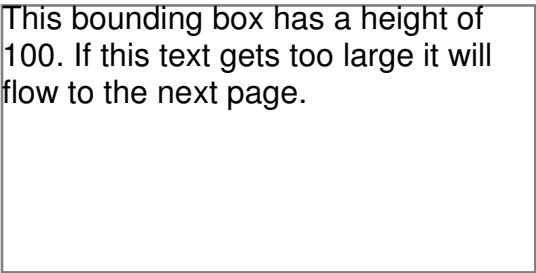 This bounding box has a height of
100. If this text gets too large it will
flow to the next page.